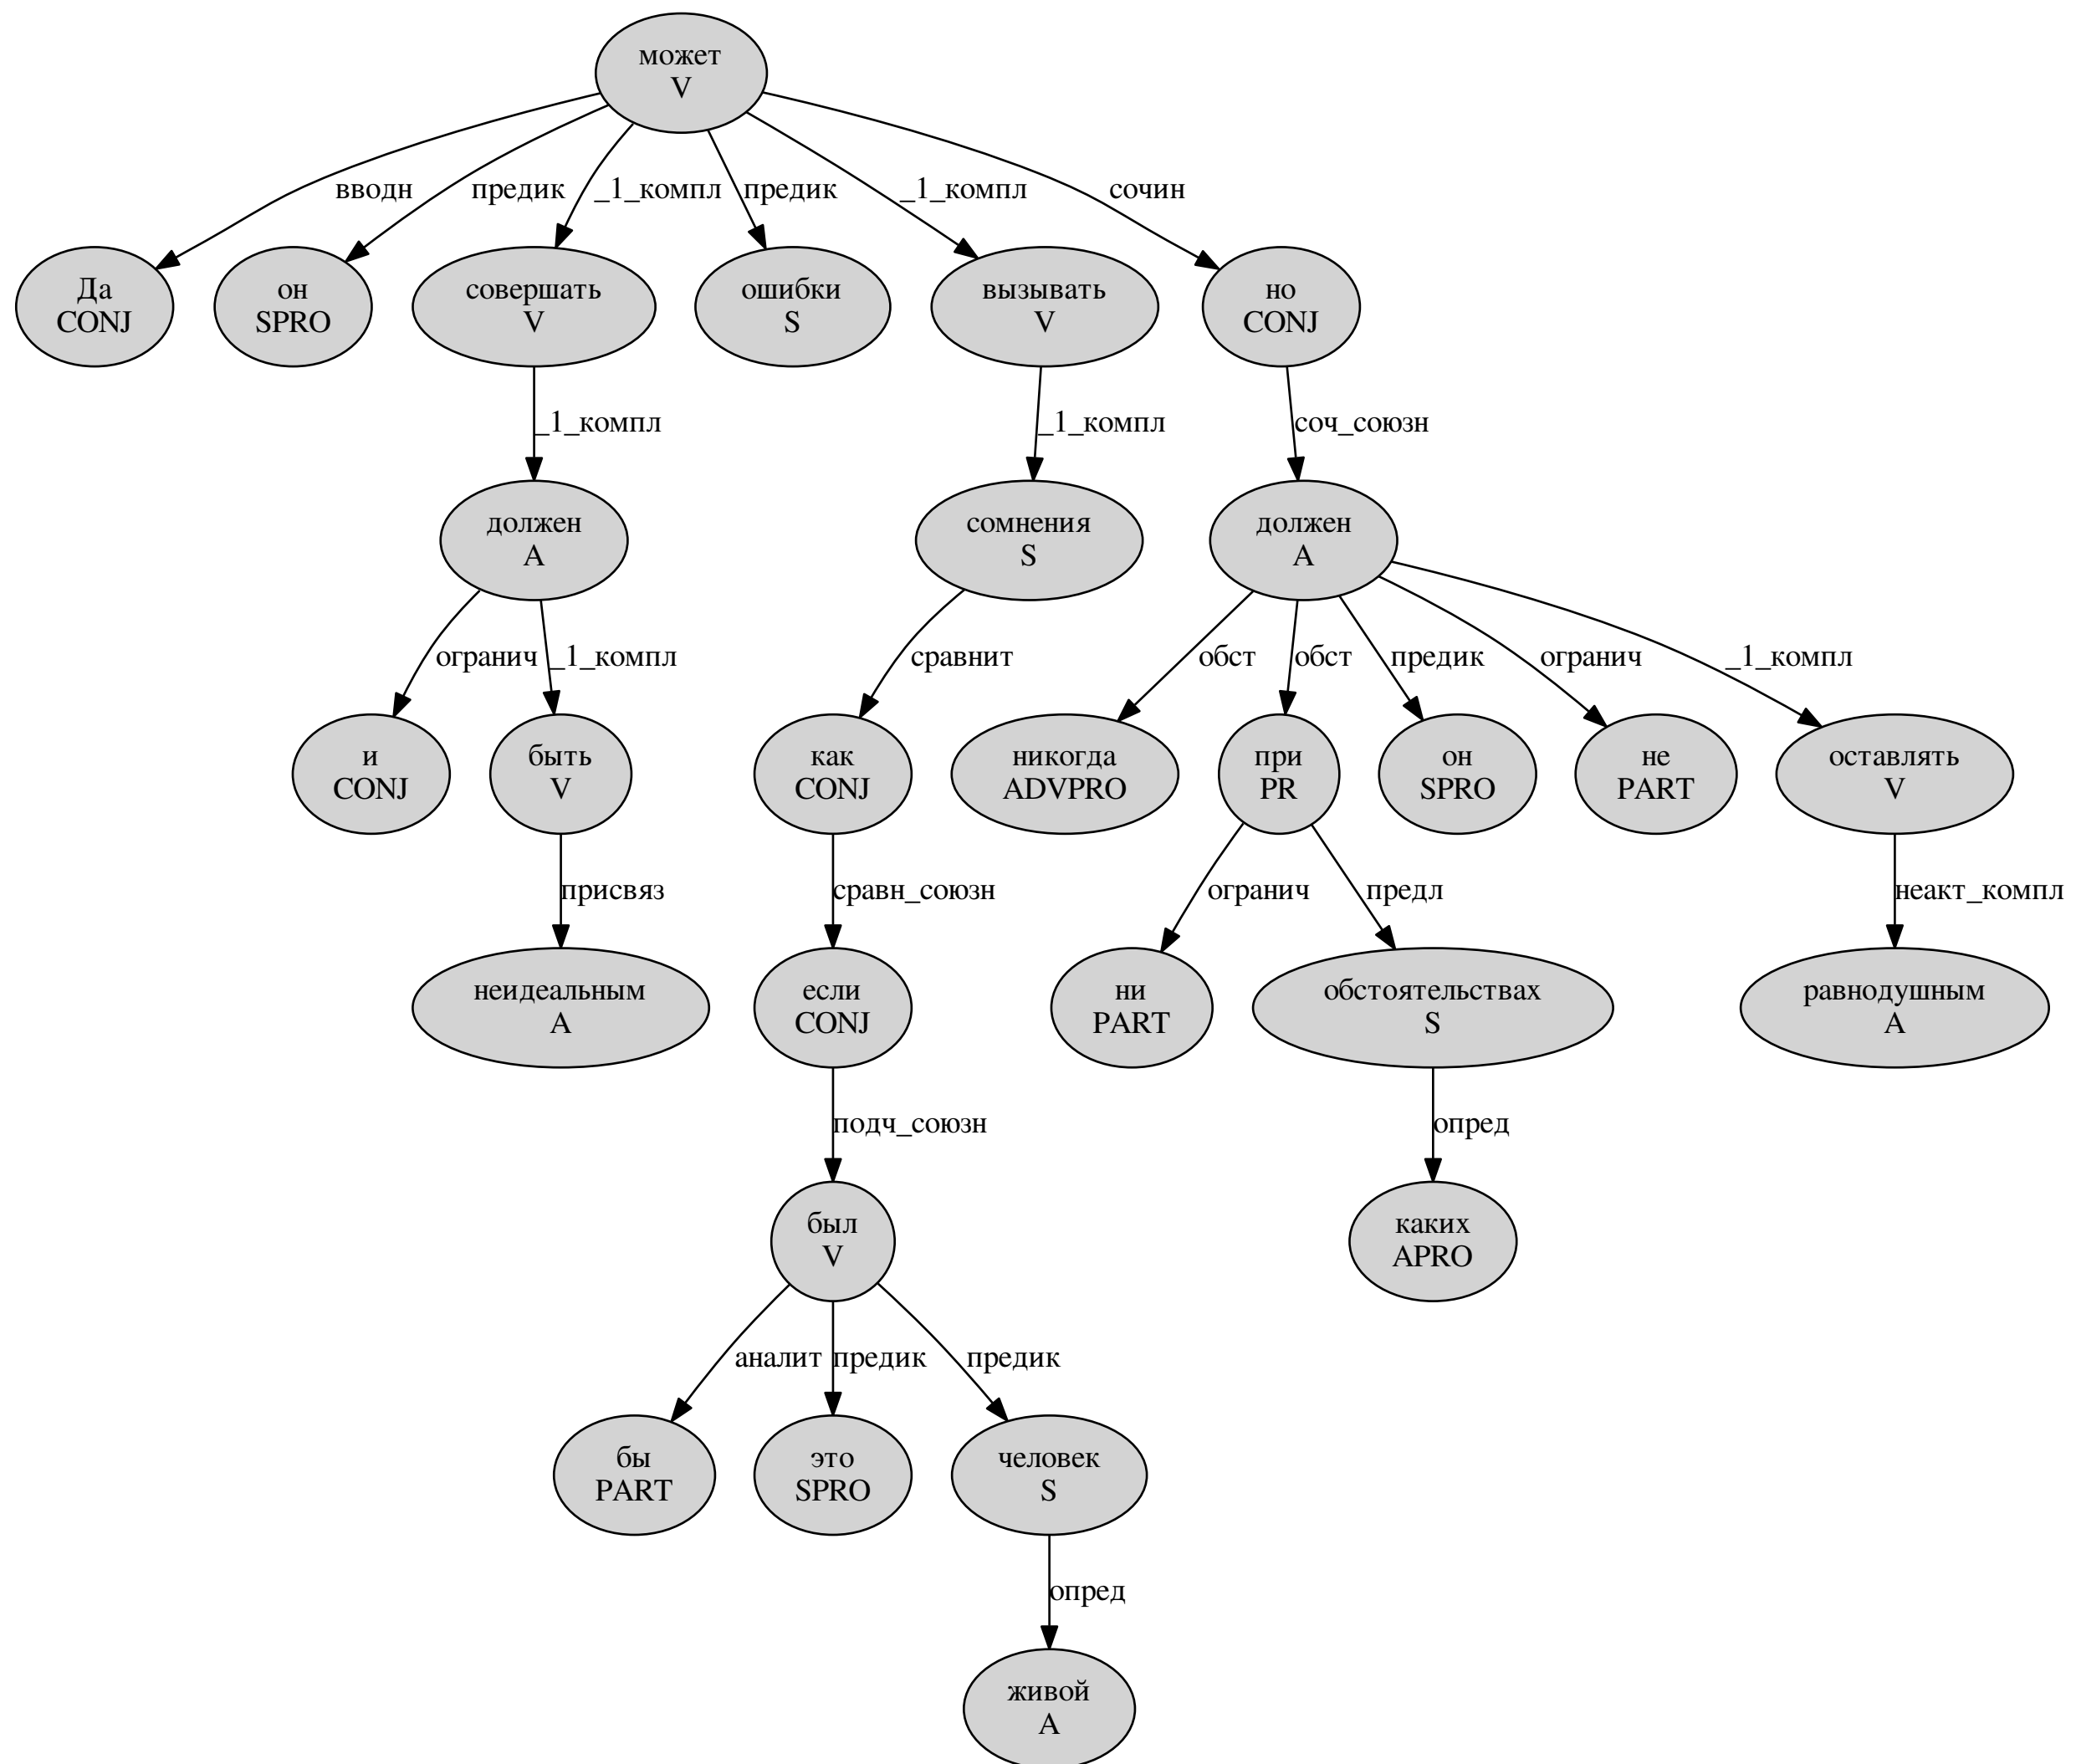 может
V
вводн
предик
_1_компл
предик
_1_компл
сочин
Да
CONJ
он
SPRO
совершать
V
ошибки
S
вызывать
V
но
CONJ
_1_компл
_1_компл
соч_союзн
должен
A
сомнения
S
должен
A
огранич
_1_компл
сравнит
обст
обст
предик
огранич
_1_компл
и
CONJ
быть
V
как
CONJ
никогда
ADVPRO
при
PR
он
SPRO
не
PART
оставлять
V
присвяз
сравн_союзн
огранич
предл
неакт_компл
неидеальным
A
если
CONJ
ни
PART
обстоятельствах
S
равнодушным
A
подч_союзн
опред
был
V
каких
APRO
аналит
предик
предик
бы
PART
это
SPRO
человек
S
опред
живой
A